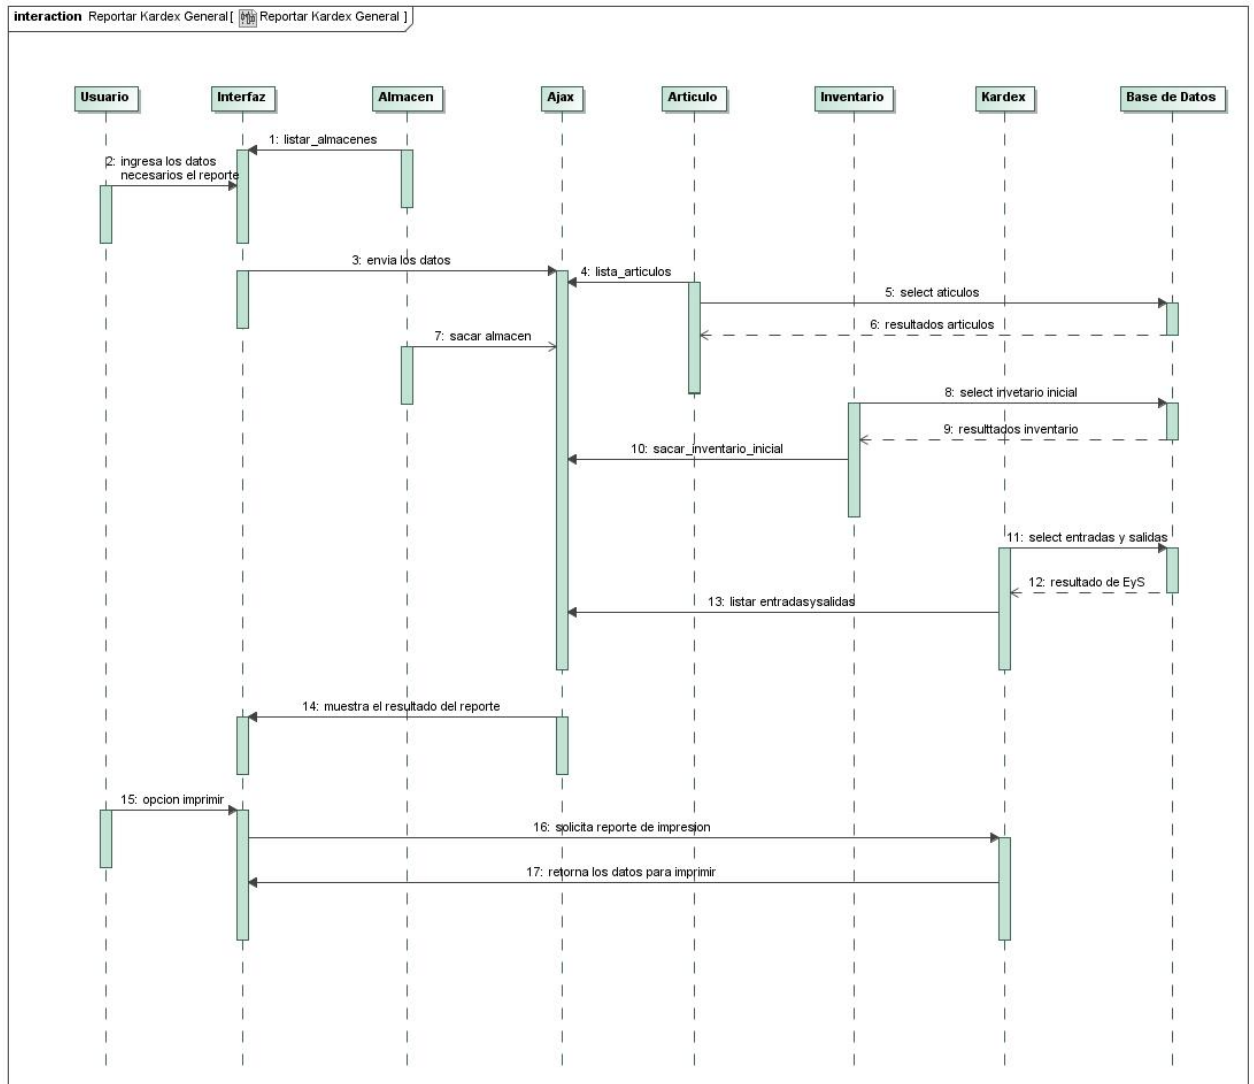 interaction Reportar Kardex General[ Reportar Kardex General ]
Usuario
Interfaz
Almacen
Ajax
Articulo
Inventario
Kardex
Base de Datos
1: listar_almacenes
2: ingresa los datos
necesarios el reporte
3: envia los datos
4: lista_articulos
5: select aticulos
6: resultados articulos
7: sacar almacen
8: select invetario inicial
9: resulttados inventario
10: sacar_inventario_inicial
11: select entradas y salidas
12: resultado de EyS
13: listar entradasysalidas
14: muestra el resultado del reporte
15: opcion imprimir
16: solicita reporte de impresion
17: retorna los datos para imprimir